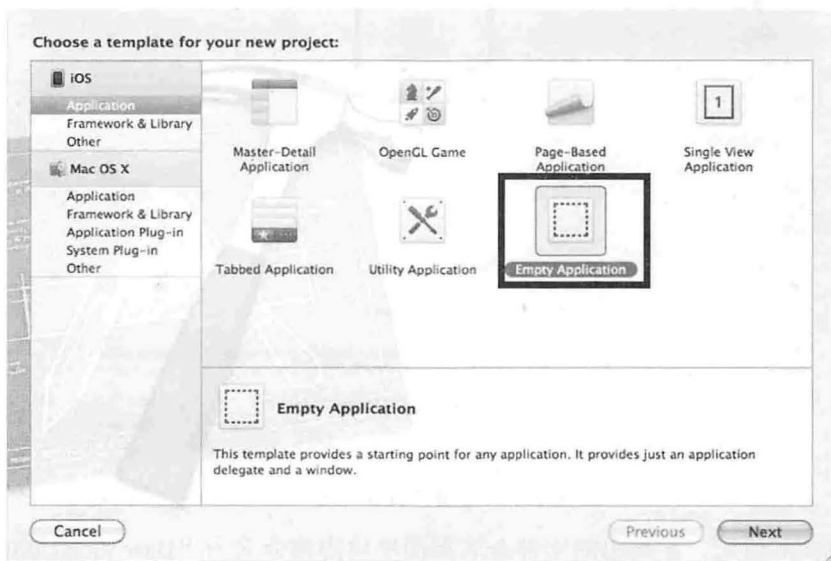 Choose a template for your new project:
iOS
Application
Framework & Library
Other
Mac OS X
Application
Framework & Library
Application Plug-in
System Plug-in
Other
Master-Detail
Application
OpenGL Game
Page-Based
Application
1
Single View
Application
Tabbed Application
Utility Application
Empty Application
Empty Application
This template provides a starting point for any application. It provides just an application
delegate and a window.
Cancel
Previous
Next